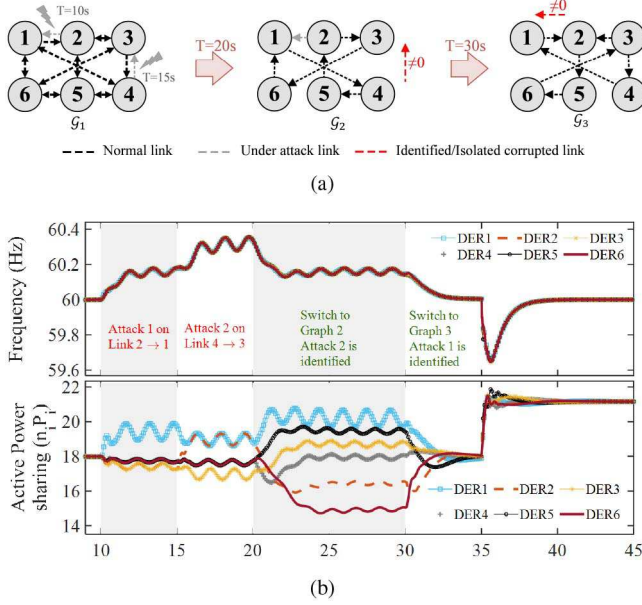 T=10s
1 2 3
T=15s
6 5 4
G₁
T=20s
1 2 3
≠0
6 5 4
G₂
T=30s
≠0
1 2 3
6 5 4
G₃
Normal link
Under attack link
Identified/Isolated corrupted link
(a)
Frequency (Hz)
60.4
60.2
60
59.8
59.6
DER1 DER2 DER3
DER4 DER5 DER6
Attack 1 on
Link 2 → 1
Attack 2 on
Link 4 → 3
Switch to
Graph 2
Attack 2 is
identified
Switch to
Graph 3
Attack 1 is
identified
Active Power
sharing (nᵢPᵢ)
22
20
18
16
14
DER1 DER2 DER3
DER4 DER5 DER6
10 15 20 25 30 35 40 45
(b)